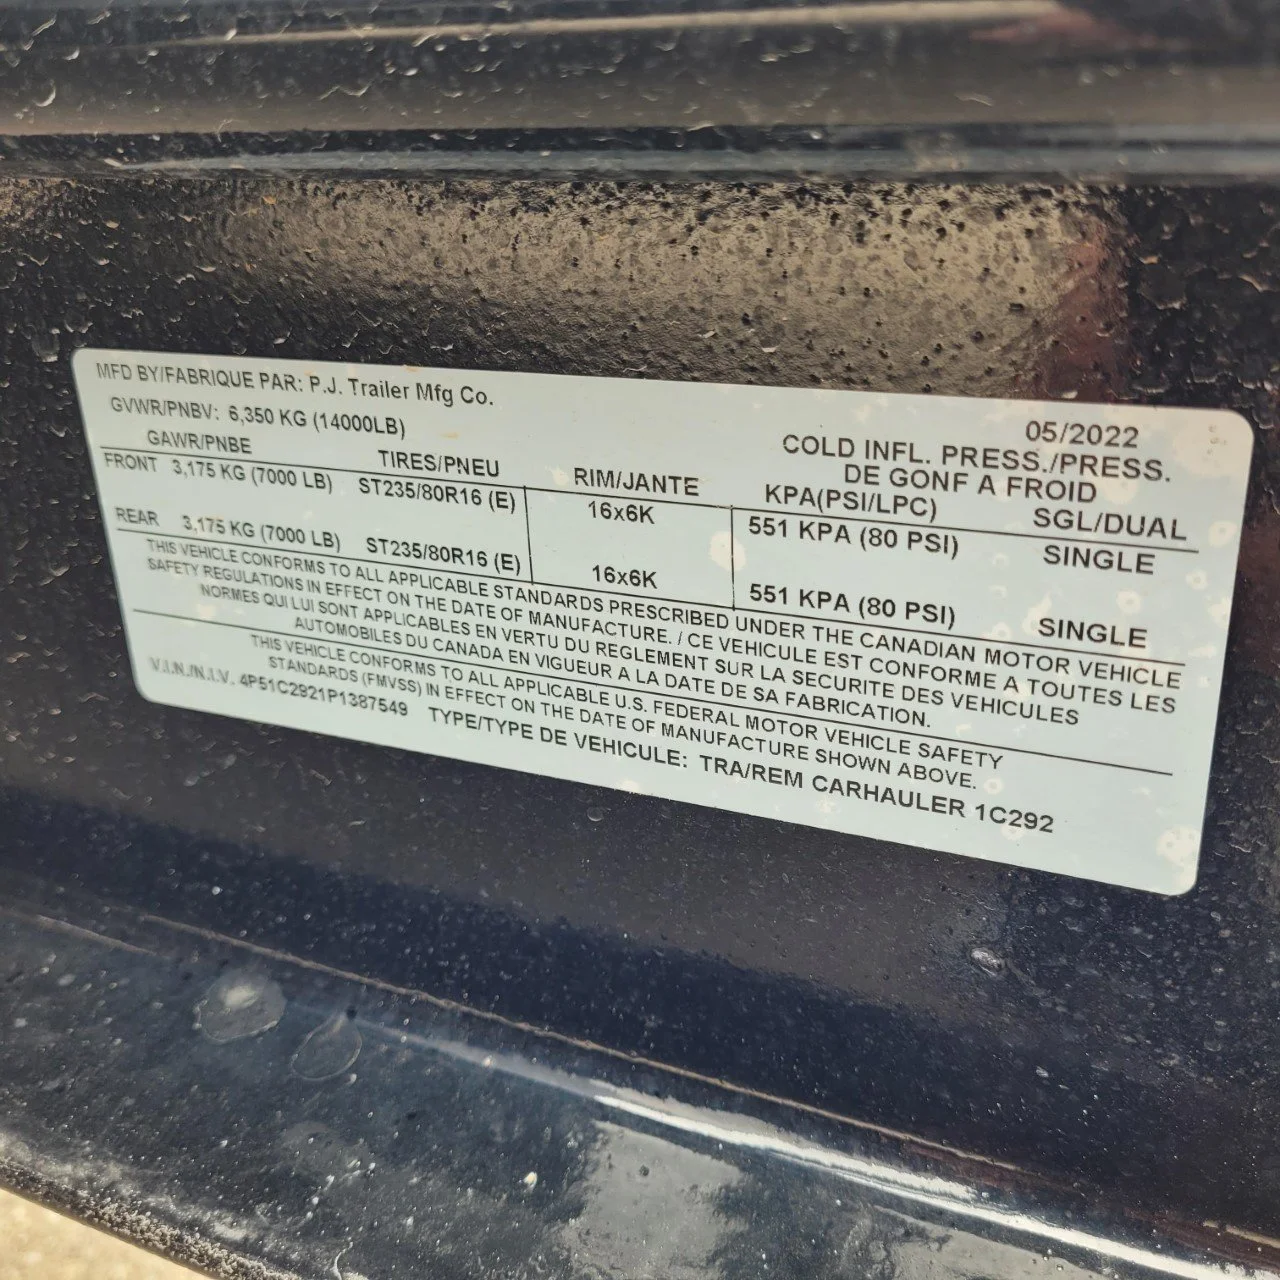 MFD BY/FABRIQUE PAR: P.J. Trailer Mfg Co.
05/2022
GVWR/PNBV: 6,350 KG (14000LB)
COLD INFL. PRESS./PRESS.
DE GONF A FROID
GAWR/PNBE TIRES/PNEU RIM/JANTE KPA(PSI/LPC) SGL/DUAL
FRONT 3,175 KG (7000 LB) ST235/80R16 (E) 16x6K 551 KPA (80 PSI) SINGLE
REAR 3,175 KG (7000 LB) ST235/80R16 (E) 16x6K 551 KPA (80 PSI) SINGLE
THIS VEHICLE CONFORMS TO ALL APPLICABLE STANDARDS PRESCRIBED UNDER THE CANADIAN MOTOR VEHICLE
SAFETY REGULATIONS IN EFFECT ON THE DATE OF MANUFACTURE. / CE VEHICULE EST CONFORME A TOUTES LES
NORMES QUI LUI SONT APPLICABLES EN VERTU DU REGLEMENT SUR LA SECURITE DES VEHICULES
AUTOMOBILES DU CANADA EN VIGUEUR A LA DATE DE SA FABRICATION.
THIS VEHICLE CONFORMS TO ALL APPLICABLE U.S. FEDERAL MOTOR VEHICLE SAFETY
STANDARDS (FMVSS) IN EFFECT ON THE DATE OF MANUFACTURE SHOWN ABOVE.
V.I.N./N.I.V. 4P51C2921P1387549 TYPE/TYPE DE VEHICULE: TRA/REM CARHAULER 1C292